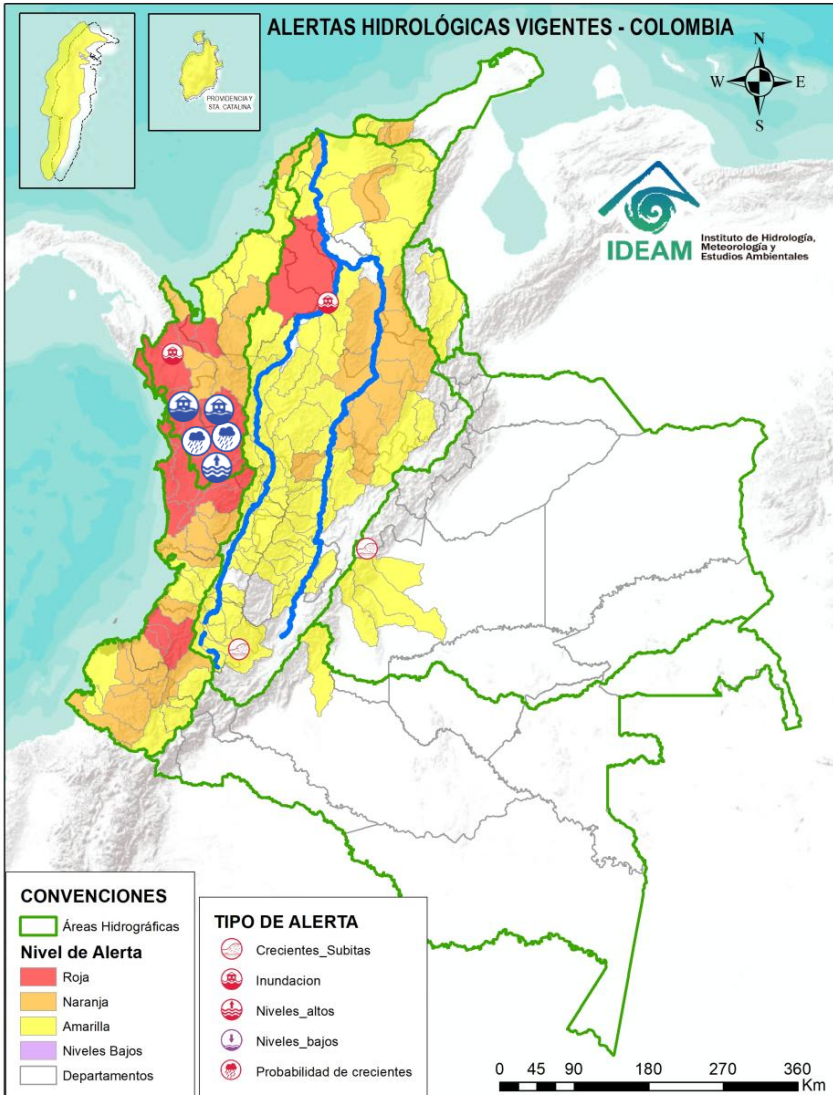 ALERTAS HIDROLÓGICAS VIGENTES - COLOMBIA
PROVIDENCIA Y
STA. CATALINA
N
W
E
S
IDEAM
Instituto de Hidrología,
Meteorología y
Estudios Ambientales
CONVENCIONES
Áreas Hidrográficas
Nivel de Alerta
Roja
Naranja
Amarilla
Niveles Bajos
Departamentos
TIPO DE ALERTA
Crecientes_Subitas
Inundacion
Niveles_altos
Niveles_bajos
Probabilidad de crecientes
0 45 90 180 270 360
Km